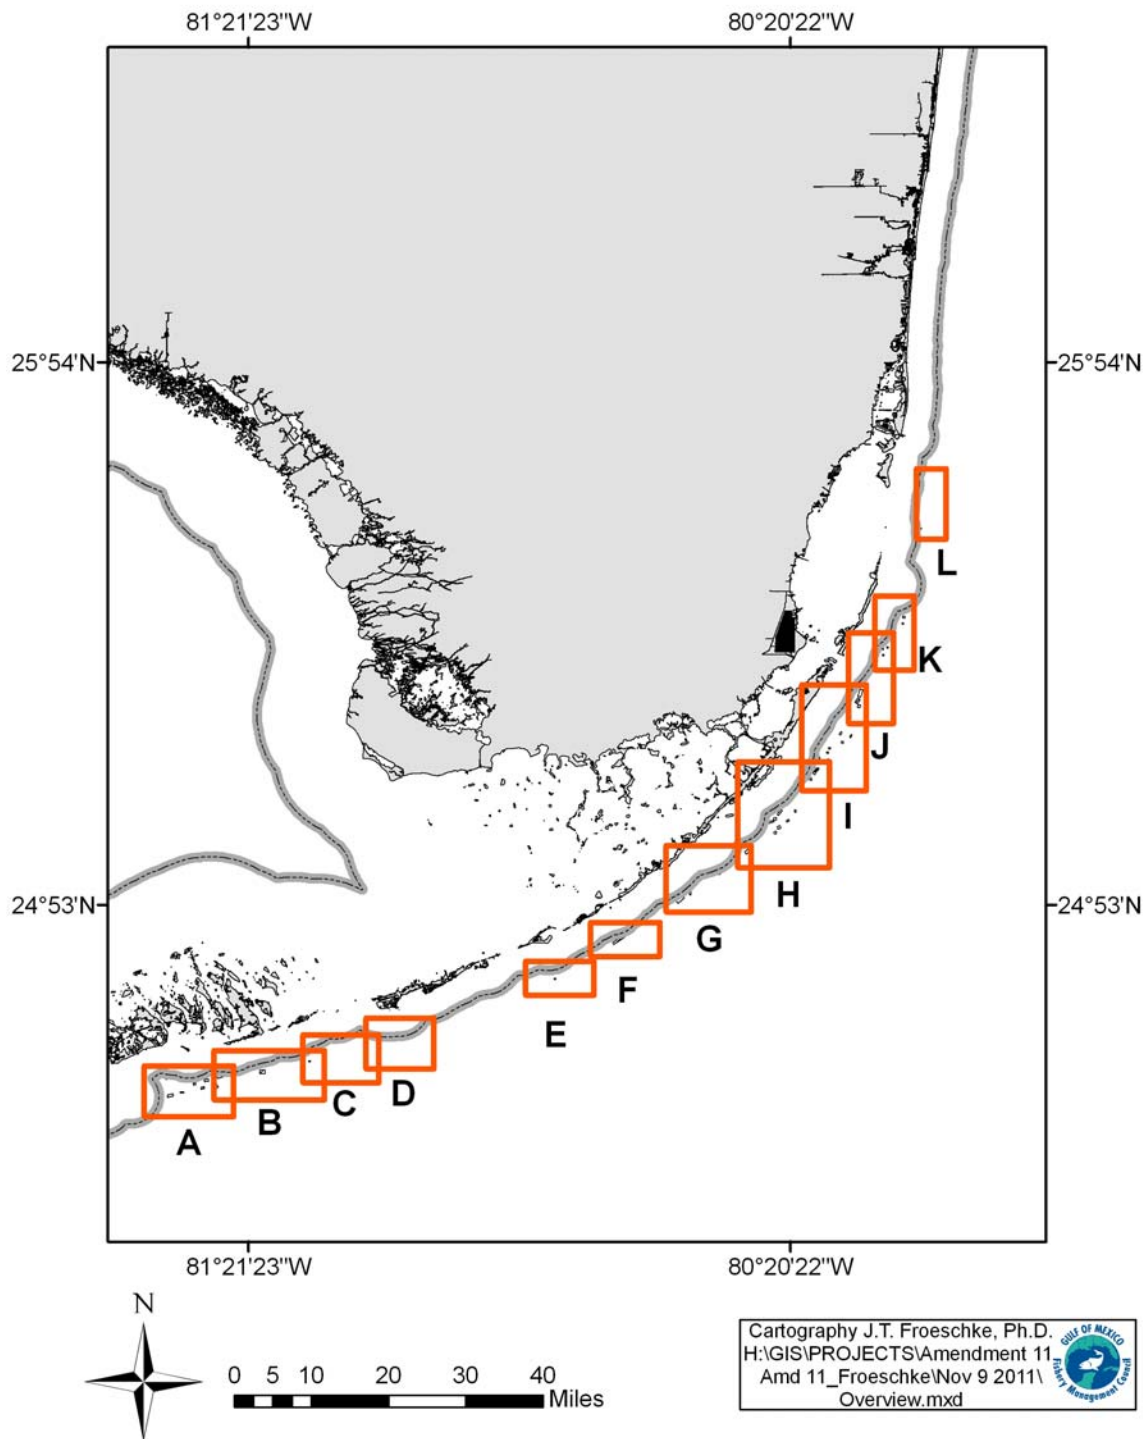 81°21'23"W
80°20'22"W
25°54'N
25°54'N
L
K
J
I
H
24°53'N
24°53'N
G
F
E
D
C
B
A
81°21'23"W
80°20'22"W
N
0 5 10 20 30 40
Miles
Cartography J.T. Froeschke, Ph.D.
H:\GIS\PROJECTS\Amendment 11
Amd 11_Froeschke\Nov 9 2011\
Overview.mxd
GULF OF MEXICO
Fishery Management Council